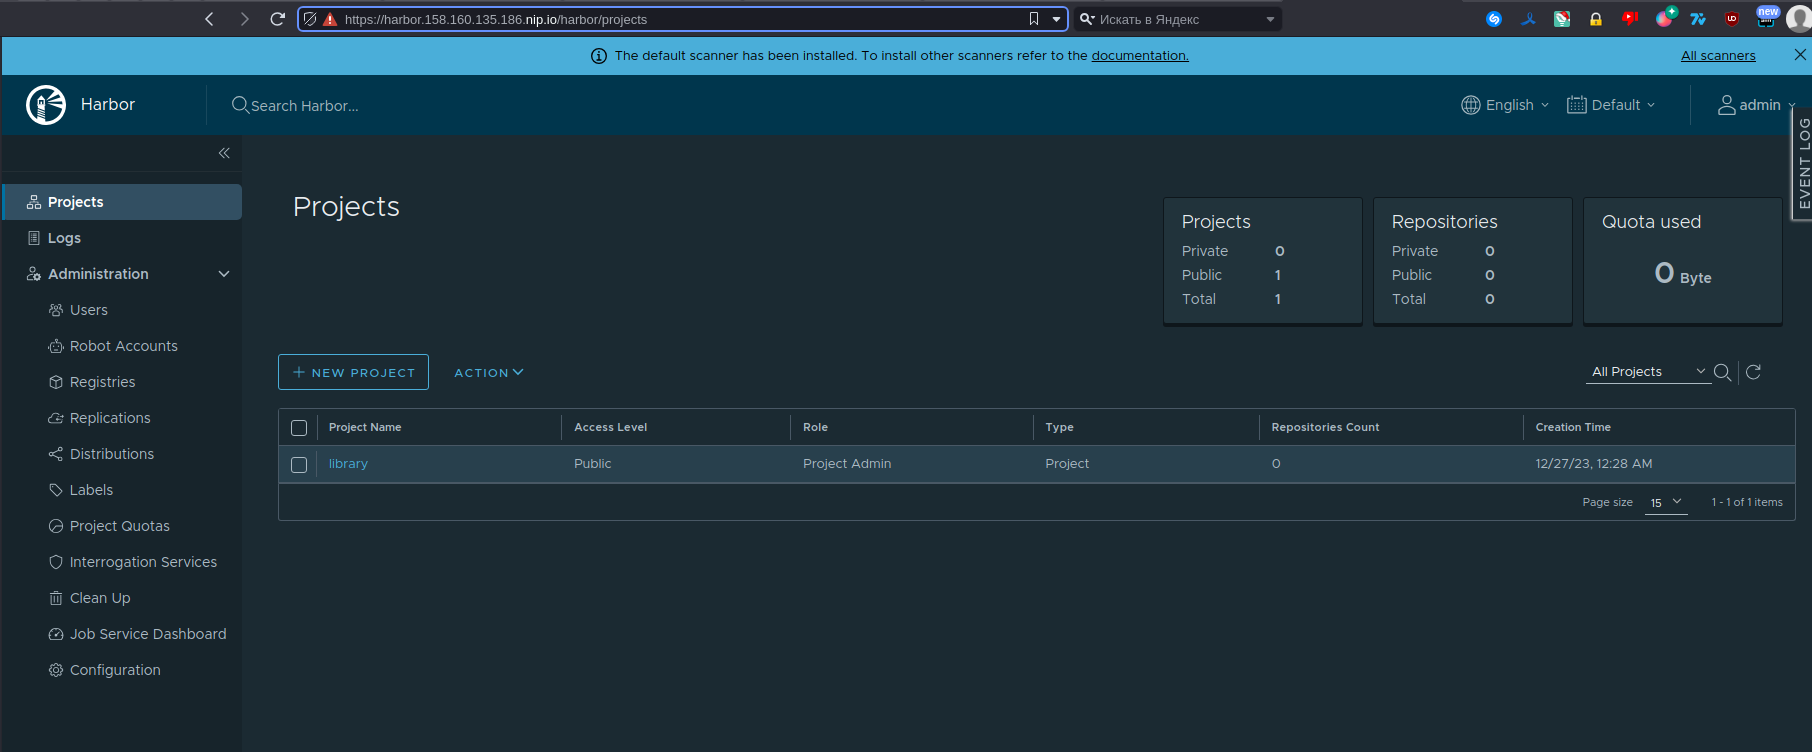 https://harbor.158.160.135.186.nip.io/harbor/projects
Искать в Яндекс
new
The default scanner has been installed. To install other scanners refer to the documentation.
All scanners
Harbor
Search Harbor...
English
Default
admin
EVENT LOG
Projects
Logs
Administration
Users
Robot Accounts
Registries
Replications
Distributions
Labels
Project Quotas
Interrogation Services
Clean Up
Job Service Dashboard
Configuration
Projects
Projects
Private 0
Public 1
Total 1
Repositories
Private 0
Public 0
Total 0
Quota used
0 Byte
+ NEW PROJECT
ACTION
All Projects
Project Name Access Level Role Type Repositories Count Creation Time
library Public Project Admin Project 0 12/27/23, 12:28 AM
Page size 15 1 - 1 of 1 items